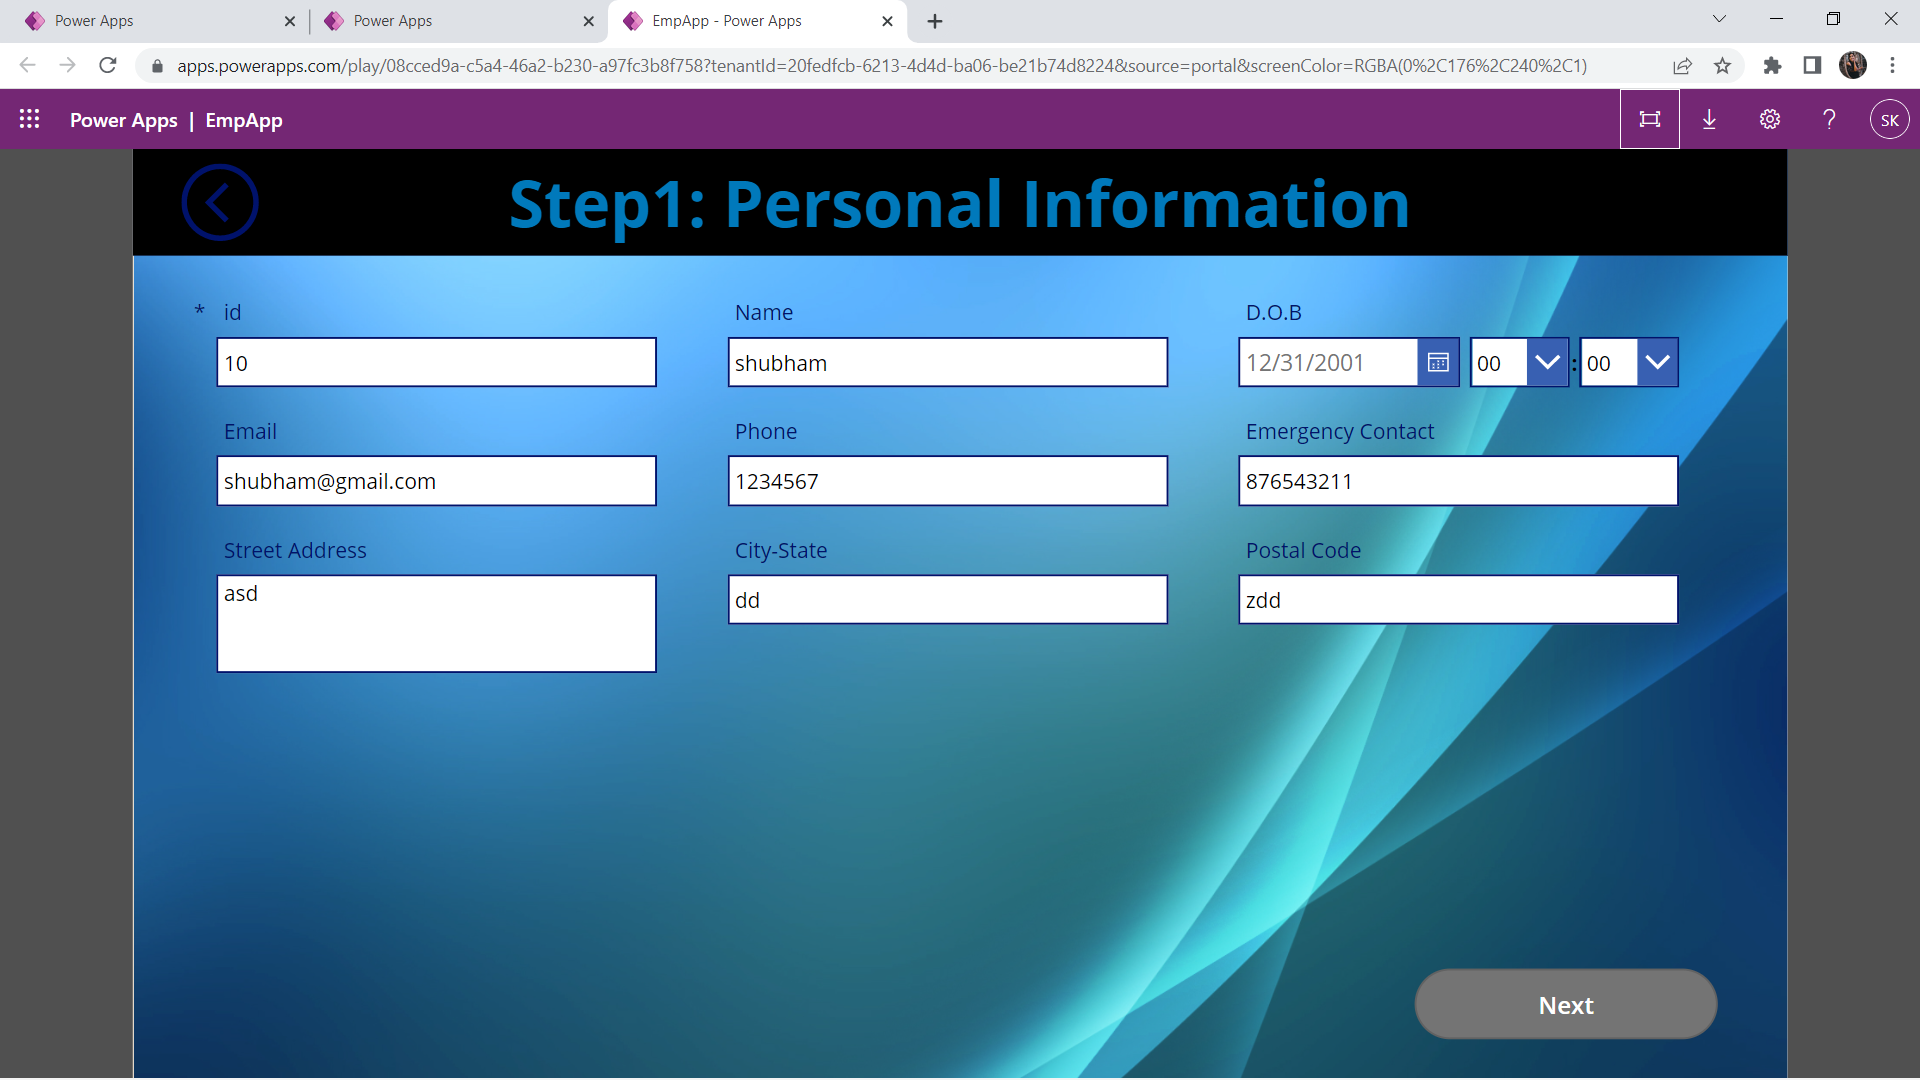 Power Apps
Power Apps
EmpApp - Power Apps
apps.powerapps.com/play/08cced9a-c5a4-46a2-b230-a97fc3b8f758?tenantId=20fedfcb-6213-4d4d-ba06-be21b74d8224&source=portal&screenColor=RGBA(0%2C176%2C240%2C1)
Power Apps | EmpApp
? SK
Step1: Personal Information
* id Name D.O.B
10 shubham 12/31/2001 00 : 00
Email Phone Emergency Contact
shubham@gmail.com 1234567 876543211
Street Address City-State Postal Code
asd dd zdd
Next